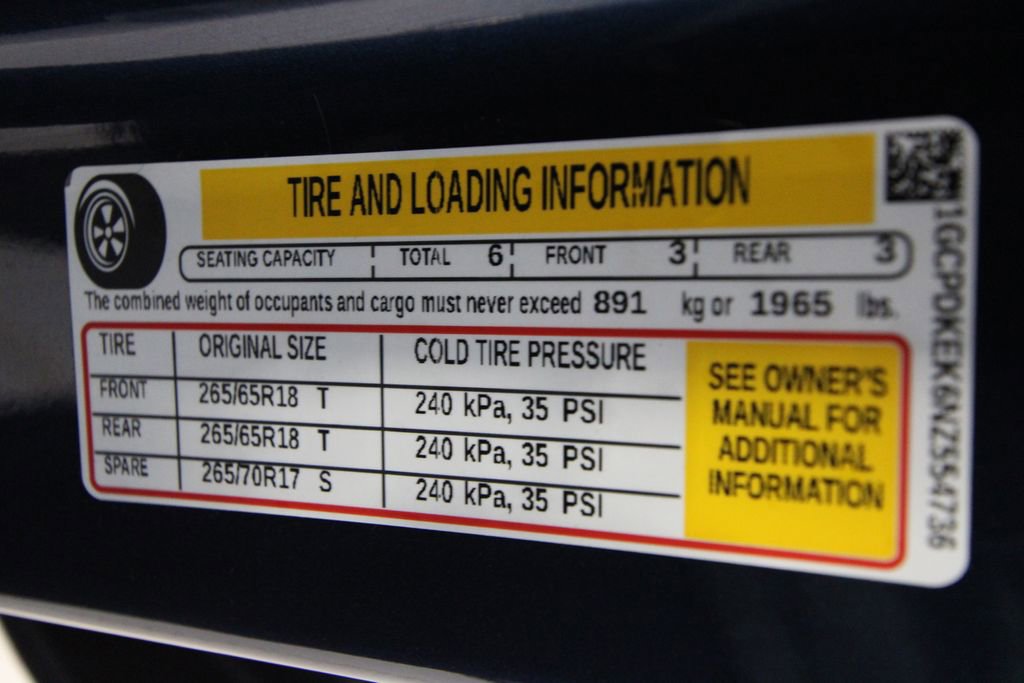 TIRE AND LOADING INFORMATION
SEATING CAPACITY TOTAL 6 FRONT 3 REAR 3
The combined weight of occupants and cargo must never exceed 891 kg or 1965 lbs.
TIRE ORIGINAL SIZE COLD TIRE PRESSURE
FRONT 265/65R18 T 240 kPa, 35 PSI
REAR 265/65R18 T 240 kPa, 35 PSI
SPARE 265/70R17 S 240 kPa, 35 PSI
SEE OWNER'S
MANUAL FOR
ADDITIONAL
INFORMATION
1GCPDKEK6NZ554736